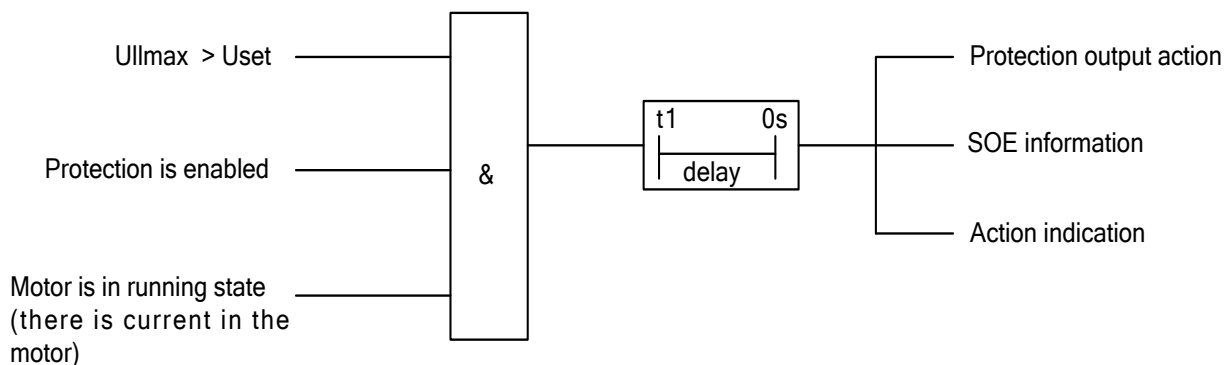 Ullmax > Uset
Protection is enabled
Motor is in running state
(there is current in the
motor)
&
t1 0s
delay
Protection output action
SOE information
Action indication